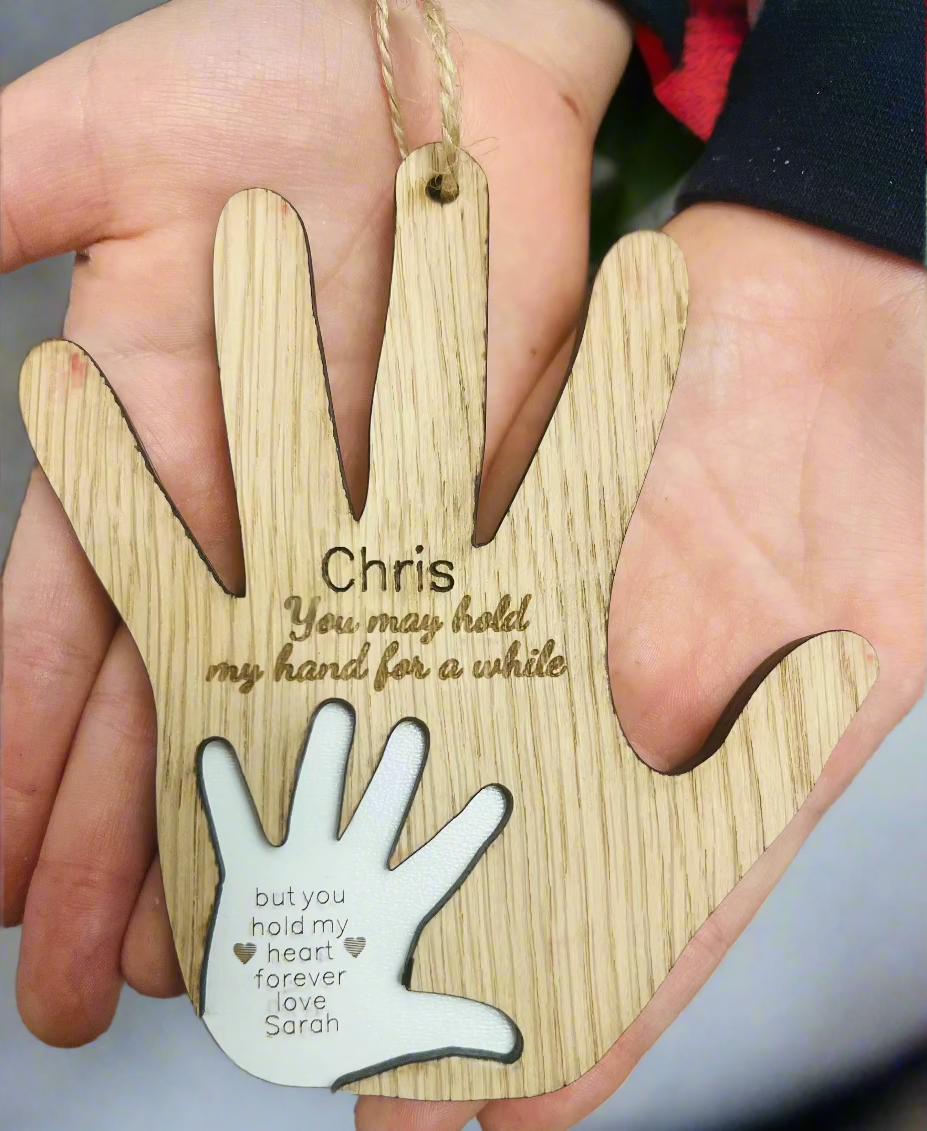 Chris
You may hold
my hand for a while
but you
hold my
heart
forever
love
Sarah